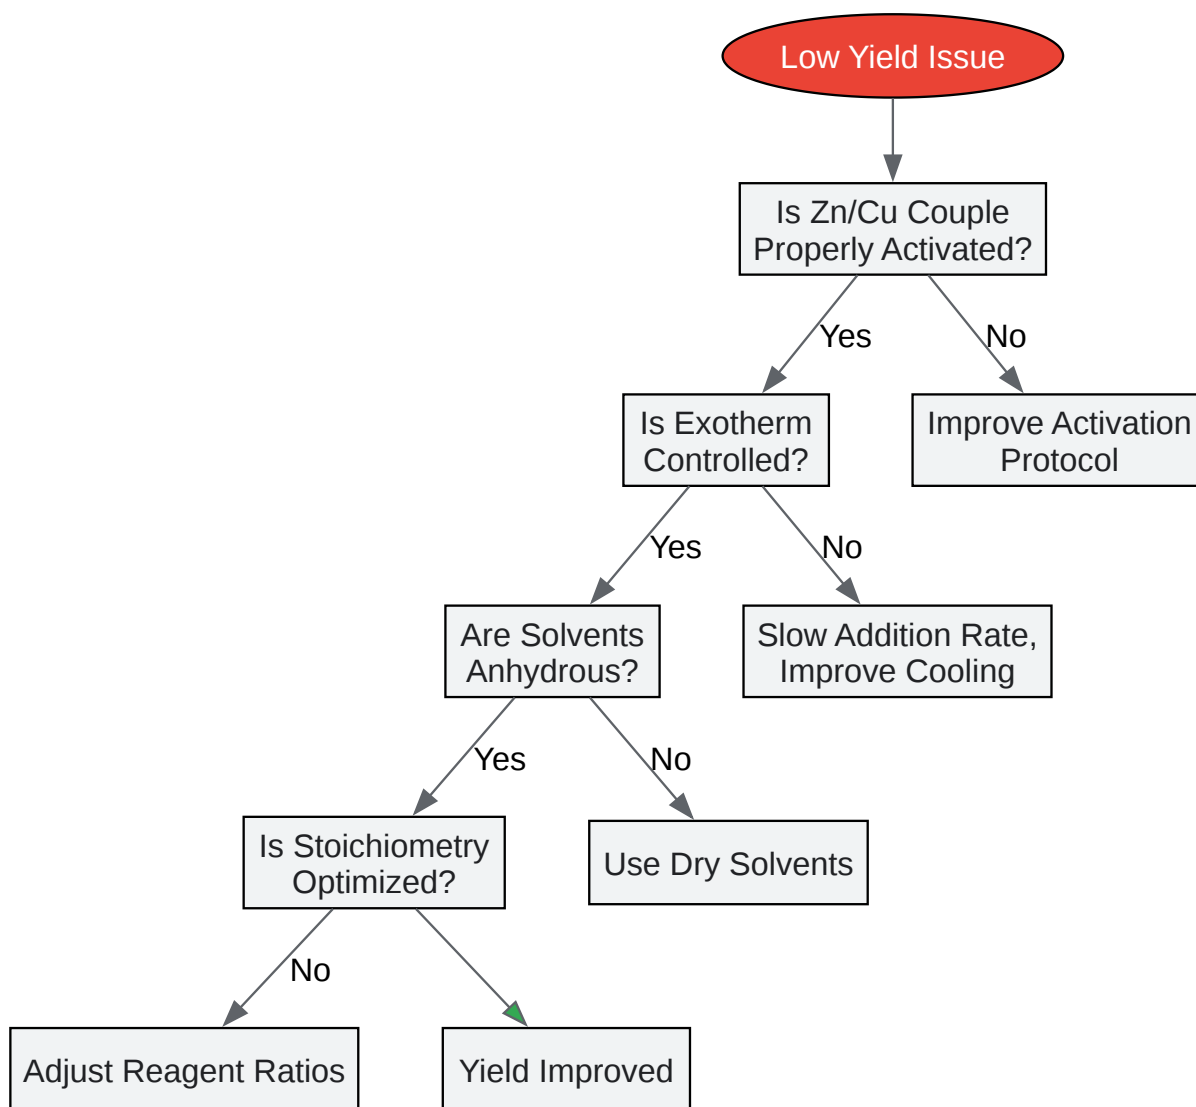 Low Yield Issue
Is Zn/Cu Couple
Properly Activated?
Yes
No
Is Exotherm
Controlled?
Improve Activation
Protocol
Yes
No
Are Solvents
Anhydrous?
Slow Addition Rate,
Improve Cooling
Yes
No
Is Stoichiometry
Optimized?
Use Dry Solvents
No
Adjust Reagent Ratios
Yield Improved